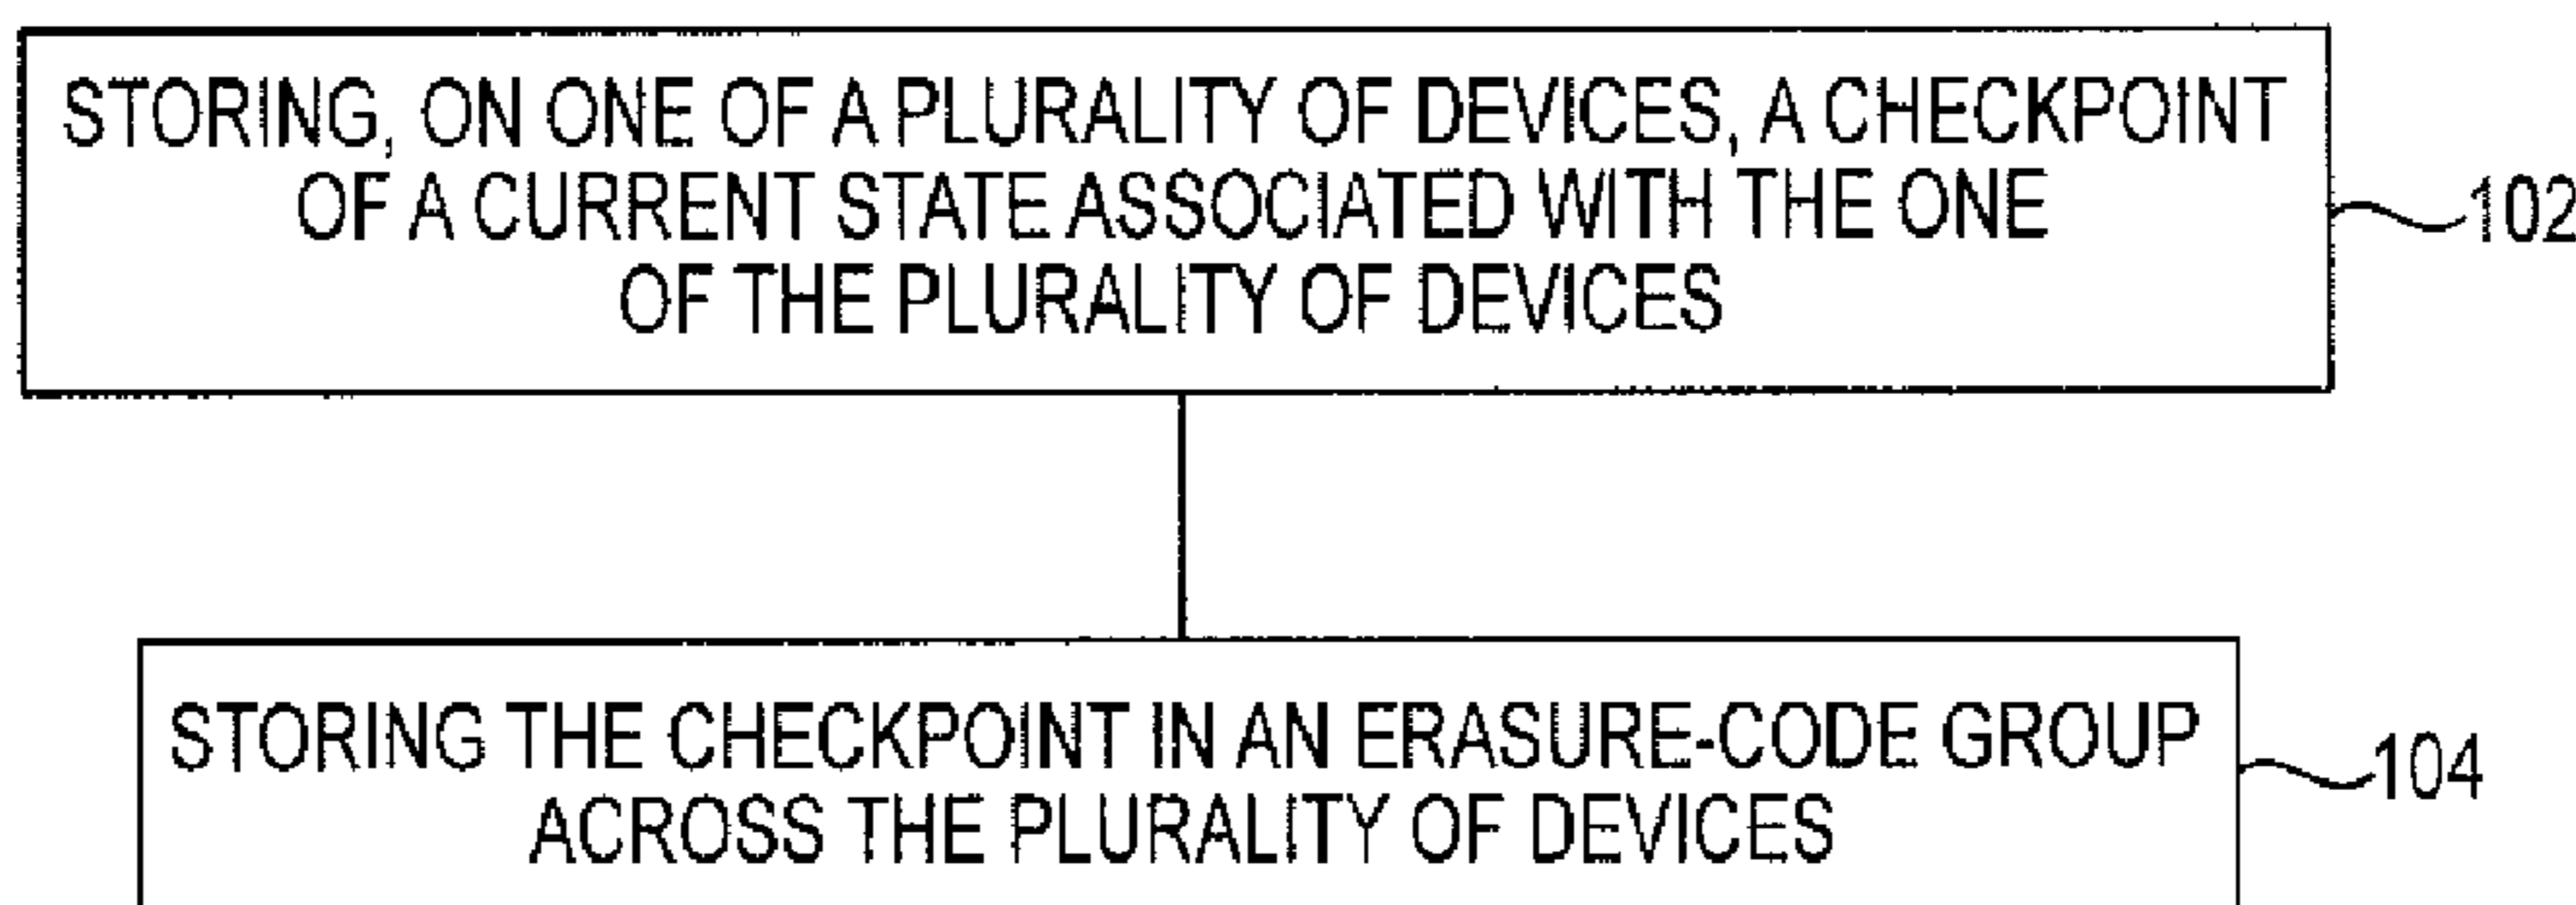 STORING, ON ONE OF A PLURALITY OF DEVICES, A CHECKPOINT
OF A CURRENT STATE ASSOCIATED WITH THE ONE
OF THE PLURALITY OF DEVICES
102
STORING THE CHECKPOINT IN AN ERASURE-CODE GROUP
ACROSS THE PLURALITY OF DEVICES
104